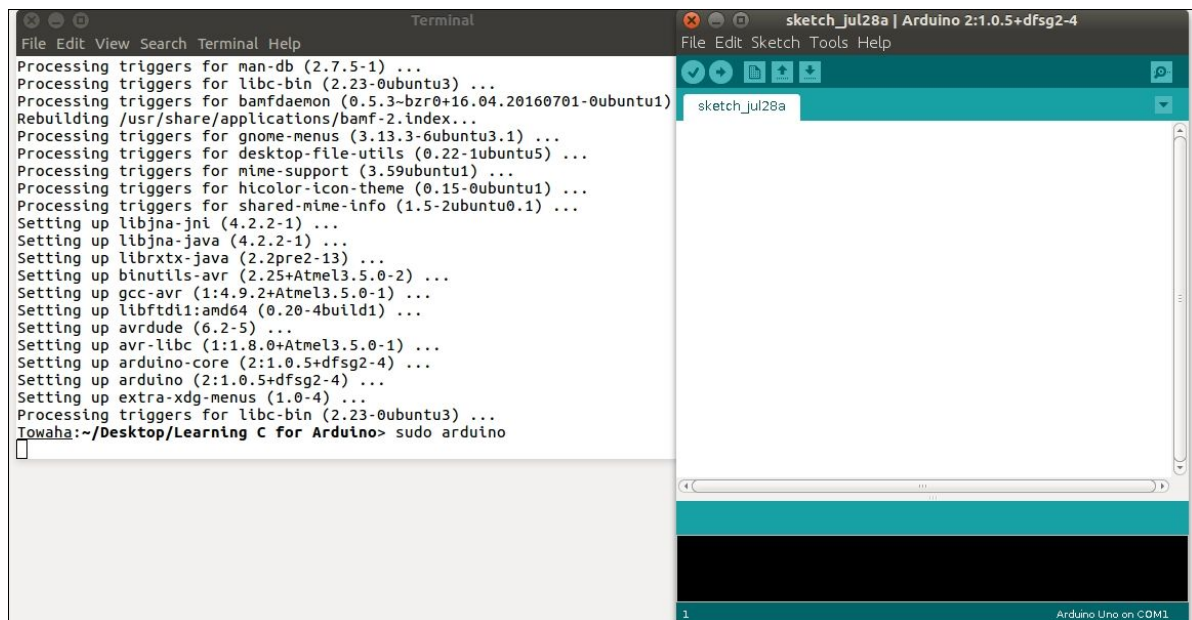 Terminal
File Edit View Search Terminal Help
Processing triggers for man-db (2.7.5-1) ...
Processing triggers for libc-bin (2.23-0ubuntu3) ...
Processing triggers for bamfdaemon (0.5.3~bzr0+16.04.20160701-0ubuntu1)
Rebuilding /usr/share/applications/bamf-2.index...
Processing triggers for gnome-menus (3.13.3-6ubuntu3.1) ...
Processing triggers for desktop-file-utils (0.22-1ubuntu5) ...
Processing triggers for mime-support (3.59ubuntu1) ...
Processing triggers for hicolor-icon-theme (0.15-0ubuntu1) ...
Processing triggers for shared-mime-info (1.5-2ubuntu0.1) ...
Setting up libjna-jni (4.2.2-1) ...
Setting up libjna-java (4.2.2-1) ...
Setting up librxtx-java (2.2pre2-13) ...
Setting up binutils-avr (2.25+Atmel3.5.0-2) ...
Setting up gcc-avr (1:4.9.2+Atmel3.5.0-1) ...
Setting up libftdi1:amd64 (0.20-4build1) ...
Setting up avrdude (6.2-5) ...
Setting up avr-libc (1:1.8.0+Atmel3.5.0-1) ...
Setting up arduino-core (2:1.0.5+dfsg2-4) ...
Setting up arduino (2:1.0.5+dfsg2-4) ...
Setting up extra-xdg-menus (1.0-4) ...
Processing triggers for libc-bin (2.23-0ubuntu3) ...
Towaha:~/Desktop/Learning C for Arduino> sudo arduino
sketch_jul28a | Arduino 2:1.0.5+dfsg2-4
File Edit Sketch Tools Help
sketch_jul28a
1
Arduino Uno on COM1